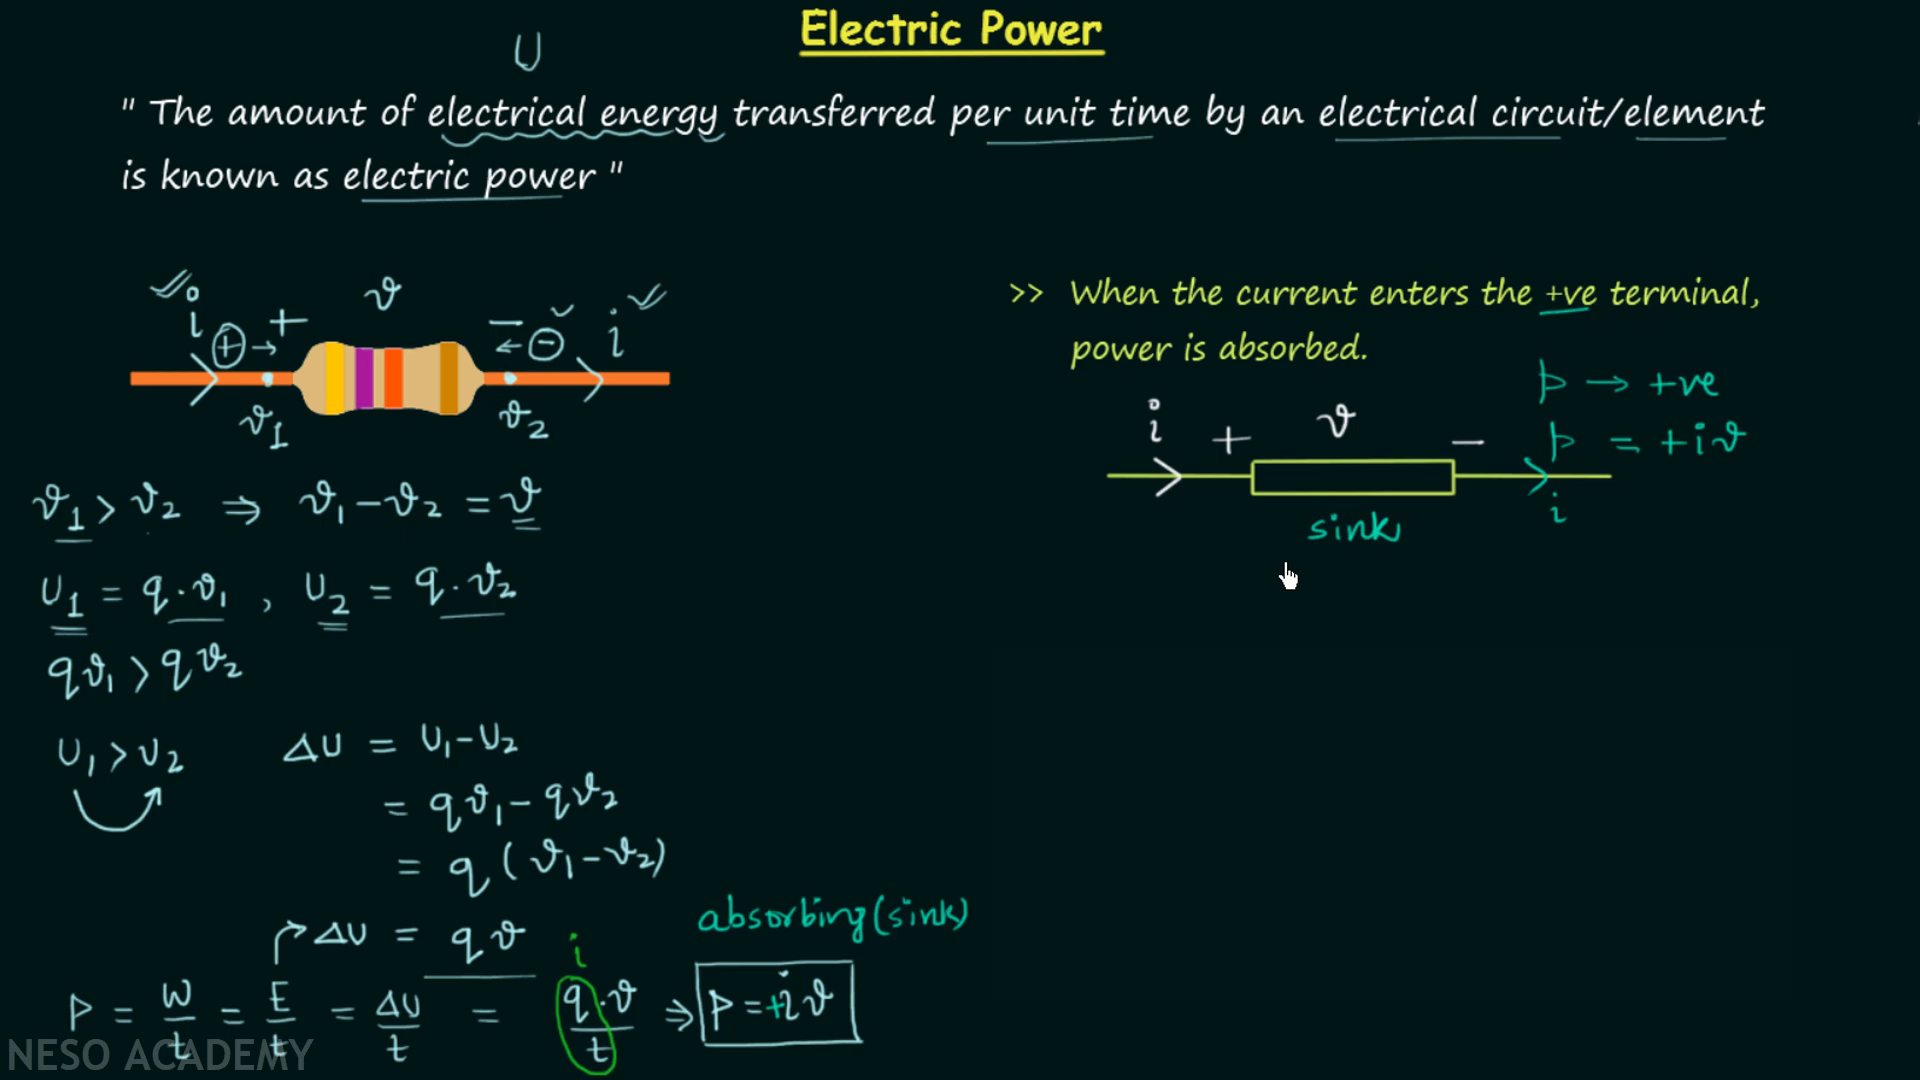 Electric Power
U
" The amount of electrical energy transferred per unit time by an electrical circuit/element
is known as electric power "
i + v - i
⊕→ ←⊖
v₁ v₂
v₁ > v₂ ⇒ v₁ - v₂ = v
U₁ = q·v₁ , U₂ = q·v₂
qv₁ > qv₂
U₁ > U₂ ΔU = U₁ - U₂
= qv₁ - qv₂
= q (v₁ - v₂)
ΔU = qv
P = W/t = E/t = ΔU/t = q·v/t ⇒ P = +iv
i
absorbing (sink)
>> When the current enters the +ve terminal,
power is absorbed.
P → +ve
P = +iv
i + v -
i
sink
NESO ACADEMY